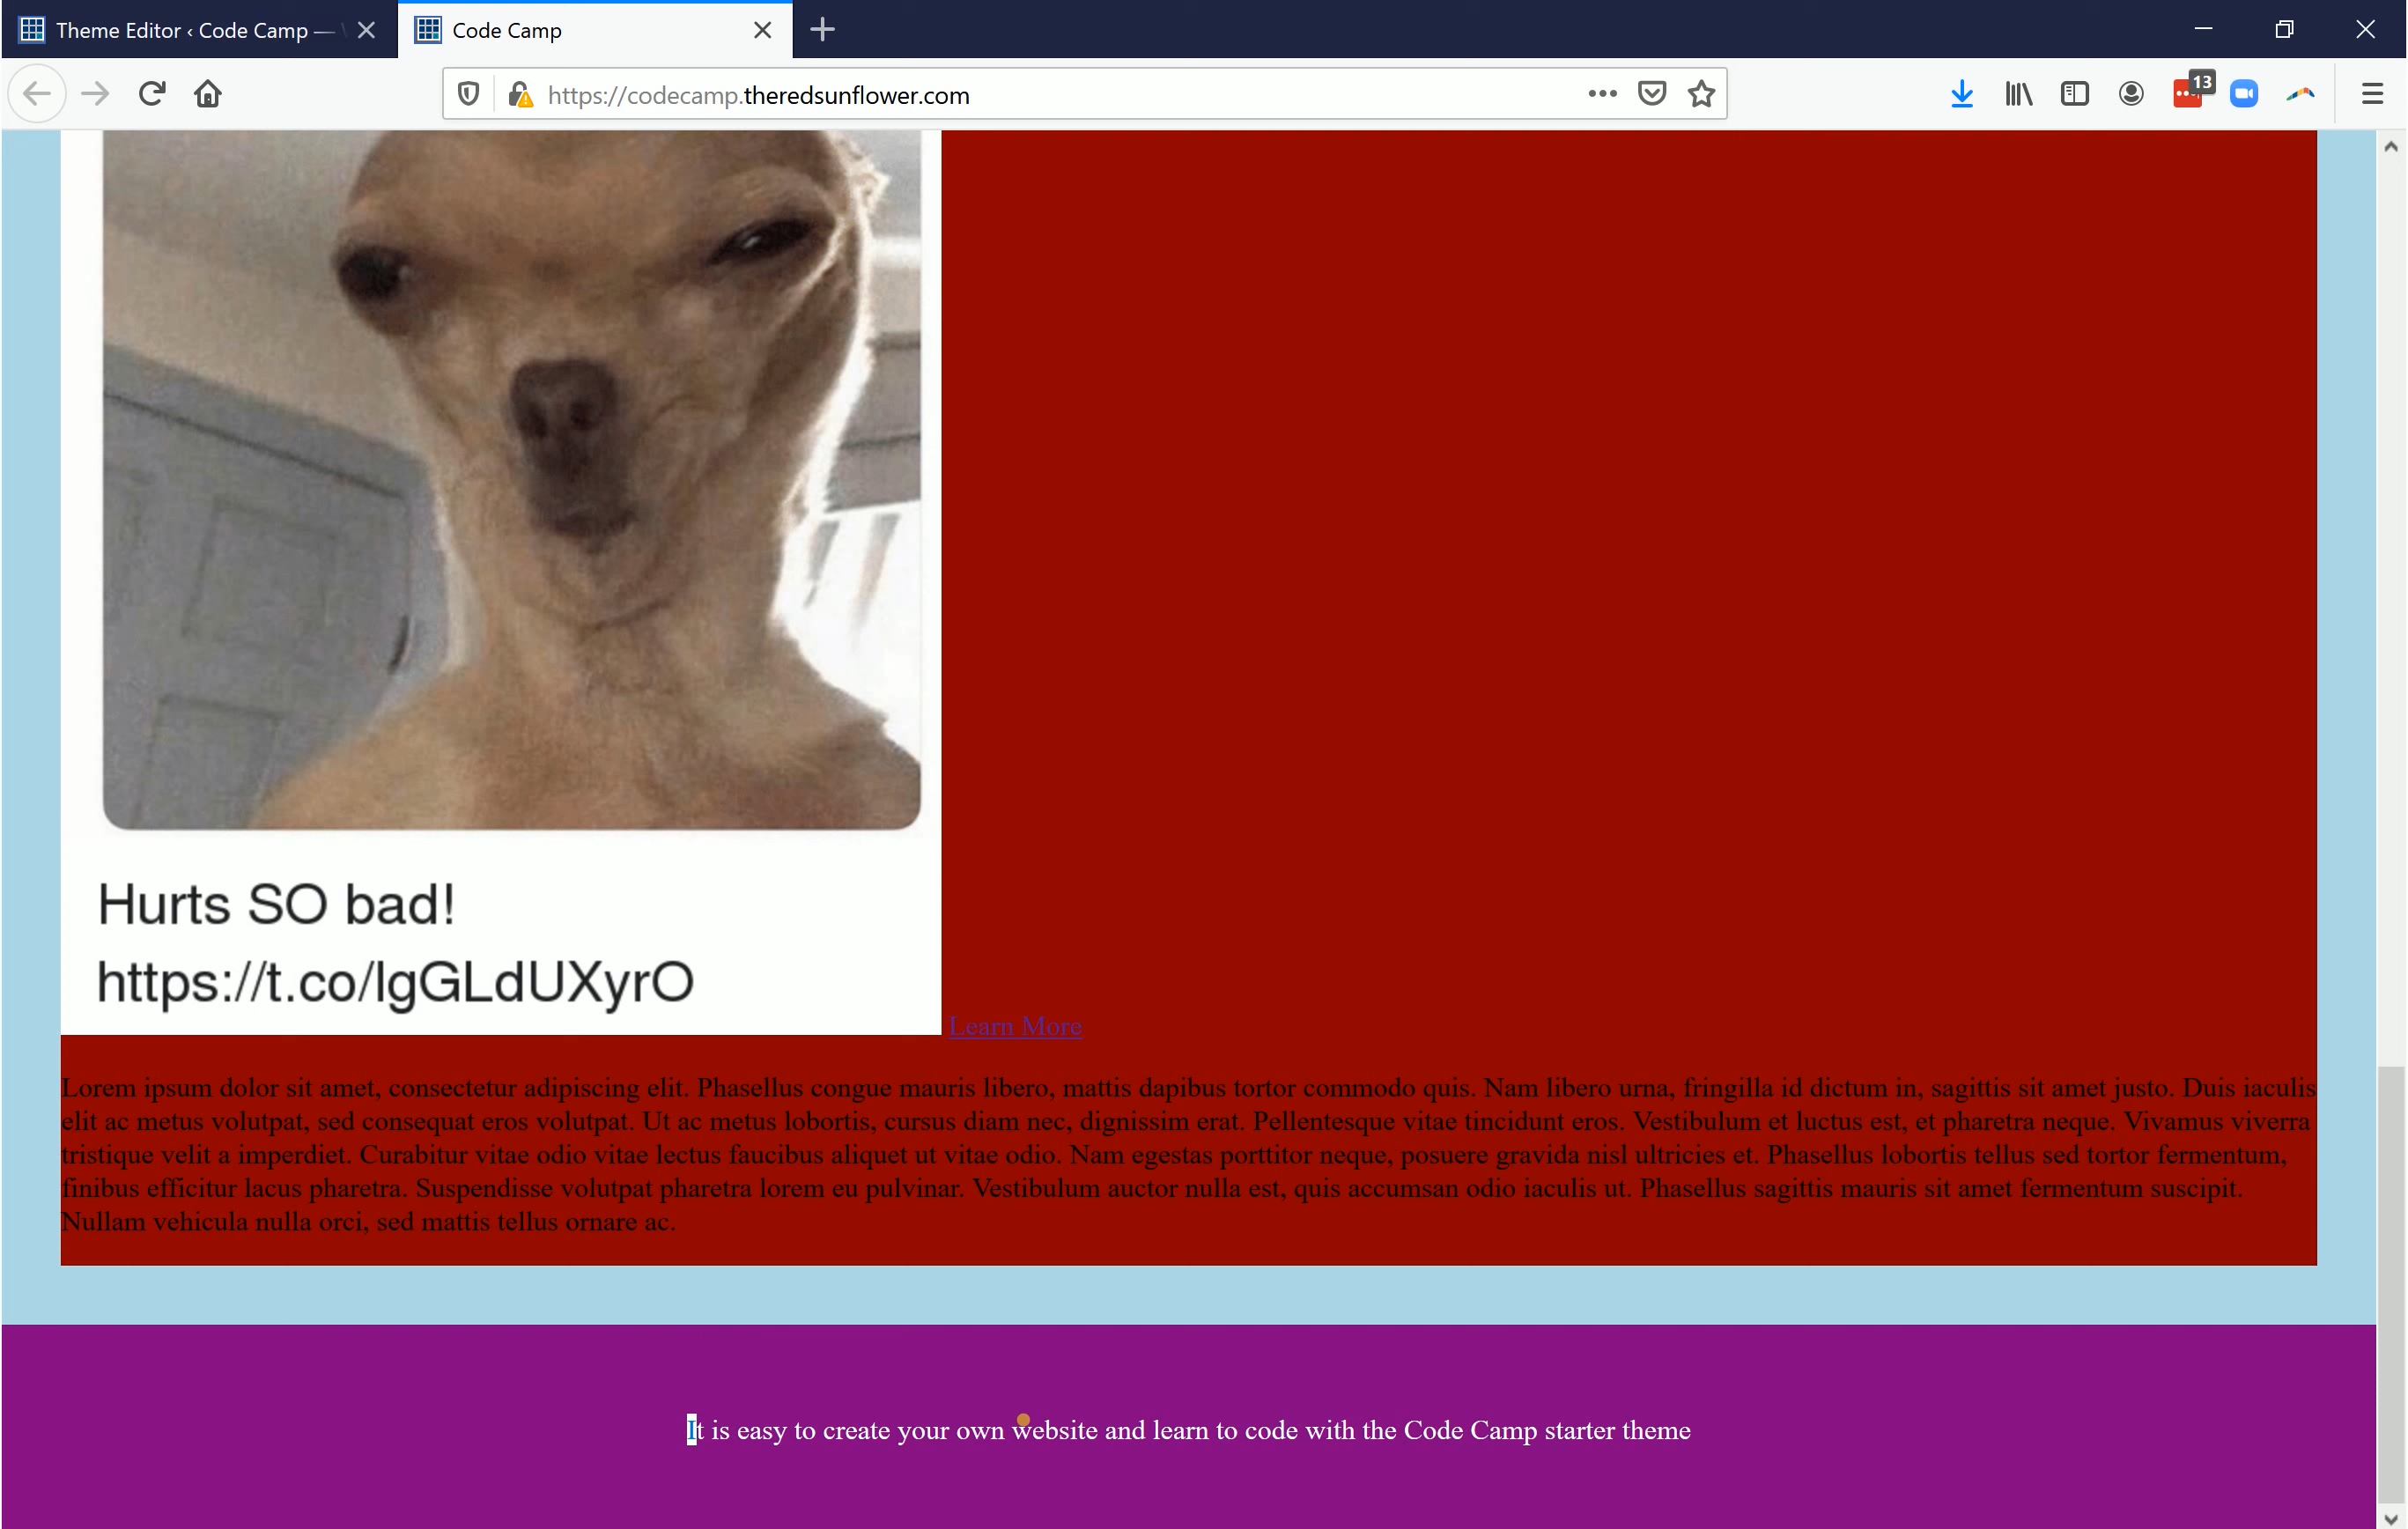 Theme Editor ‹ Code Camp —
Code Camp
https://codecamp.theredsunflower.com
13
Hurts SO bad!
https://t.co/lgGLdUXyrO
Learn More
Lorem ipsum dolor sit amet, consectetur adipiscing elit. Phasellus congue mauris libero, mattis dapibus tortor commodo quis. Nam libero urna, fringilla id dictum in, sagittis sit amet justo. Duis iaculis
elit ac metus volutpat, sed consequat eros volutpat. Ut ac metus lobortis, cursus diam nec, dignissim erat. Pellentesque vitae tincidunt eros. Vestibulum et luctus est, et pharetra neque. Vivamus viverra
tristique velit a imperdiet. Curabitur vitae odio vitae lectus faucibus aliquet ut vitae odio. Nam egestas porttitor neque, posuere gravida nisl ultricies et. Phasellus lobortis tellus sed tortor fermentum,
finibus efficitur lacus pharetra. Suspendisse volutpat pharetra lorem eu pulvinar. Vestibulum auctor nulla est, quis accumsan odio iaculis ut. Phasellus sagittis mauris sit amet fermentum suscipit.
Nullam vehicula nulla orci, sed mattis tellus ornare ac.
It is easy to create your own website and learn to code with the Code Camp starter theme